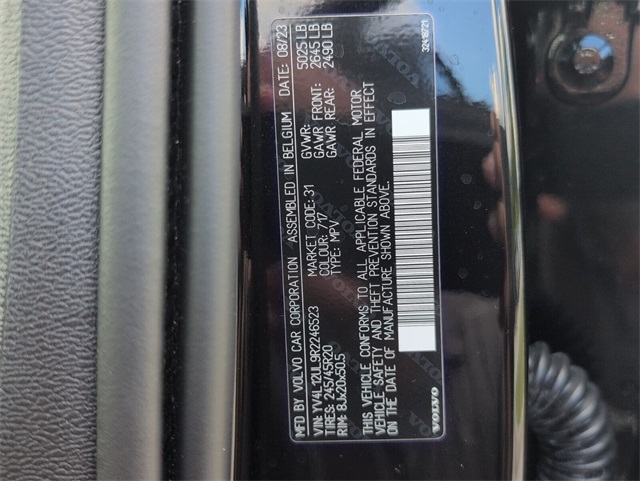 MFD BY VOLVO CAR CORPORATION ASSEMBLED IN BELGIUM DATE: 08/23
GVWR: 5025 LB
GAWR FRONT: 2645 LB
GAWR REAR: 2490 LB
VIN: YV4L12UL9R2246523 MARKET CODE: 31
TIRES: 245/45R20 COLOUR: 717
RIM: 8Jx20x50.5 TYPE: MPV
THIS VEHICLE CONFORMS TO ALL APPLICABLE FEDERAL MOTOR
VEHICLE SAFETY AND THEFT PREVENTION STANDARDS IN EFFECT
ON THE DATE OF MANUFACTURE SHOWN ABOVE.
VOLVO 32418721